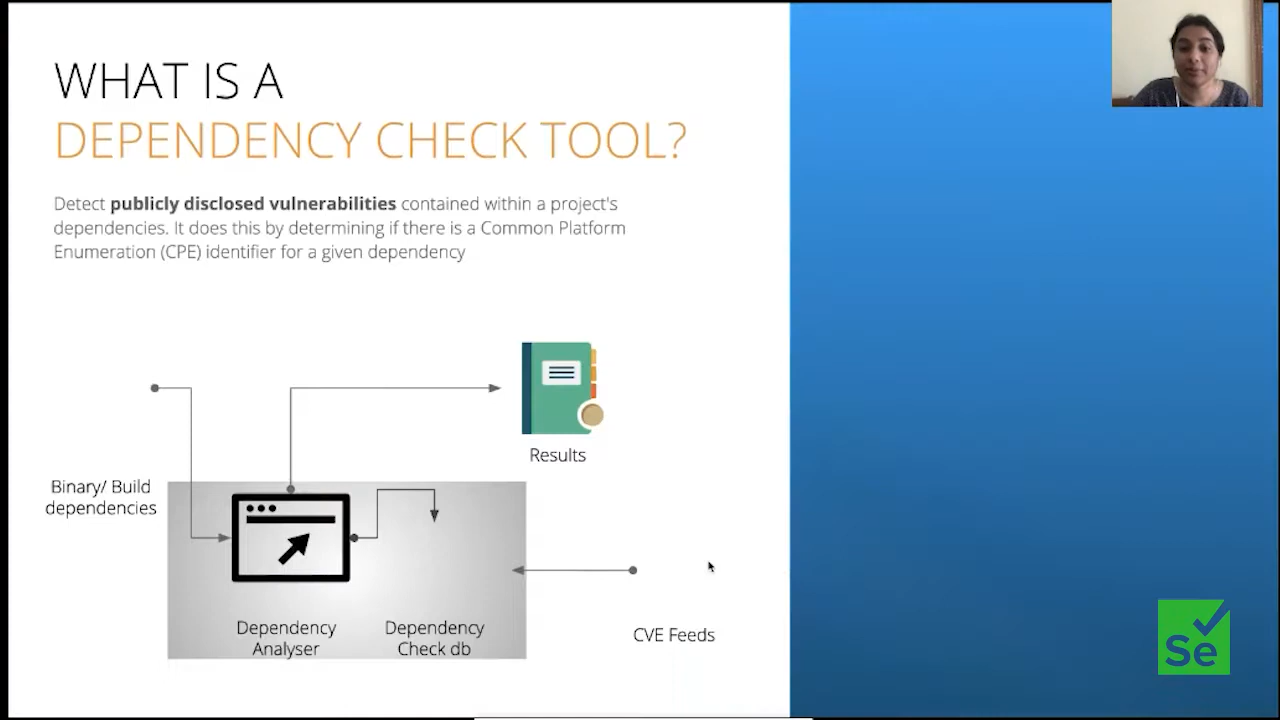 WHAT IS A
DEPENDENCY CHECK TOOL?
Detect publicly disclosed vulnerabilities contained within a project's
dependencies. It does this by determining if there is a Common Platform
Enumeration (CPE) identifier for a given dependency
Results
Binary/ Build
dependencies
Dependency
Analyser
Dependency
Check db
CVE Feeds
Se